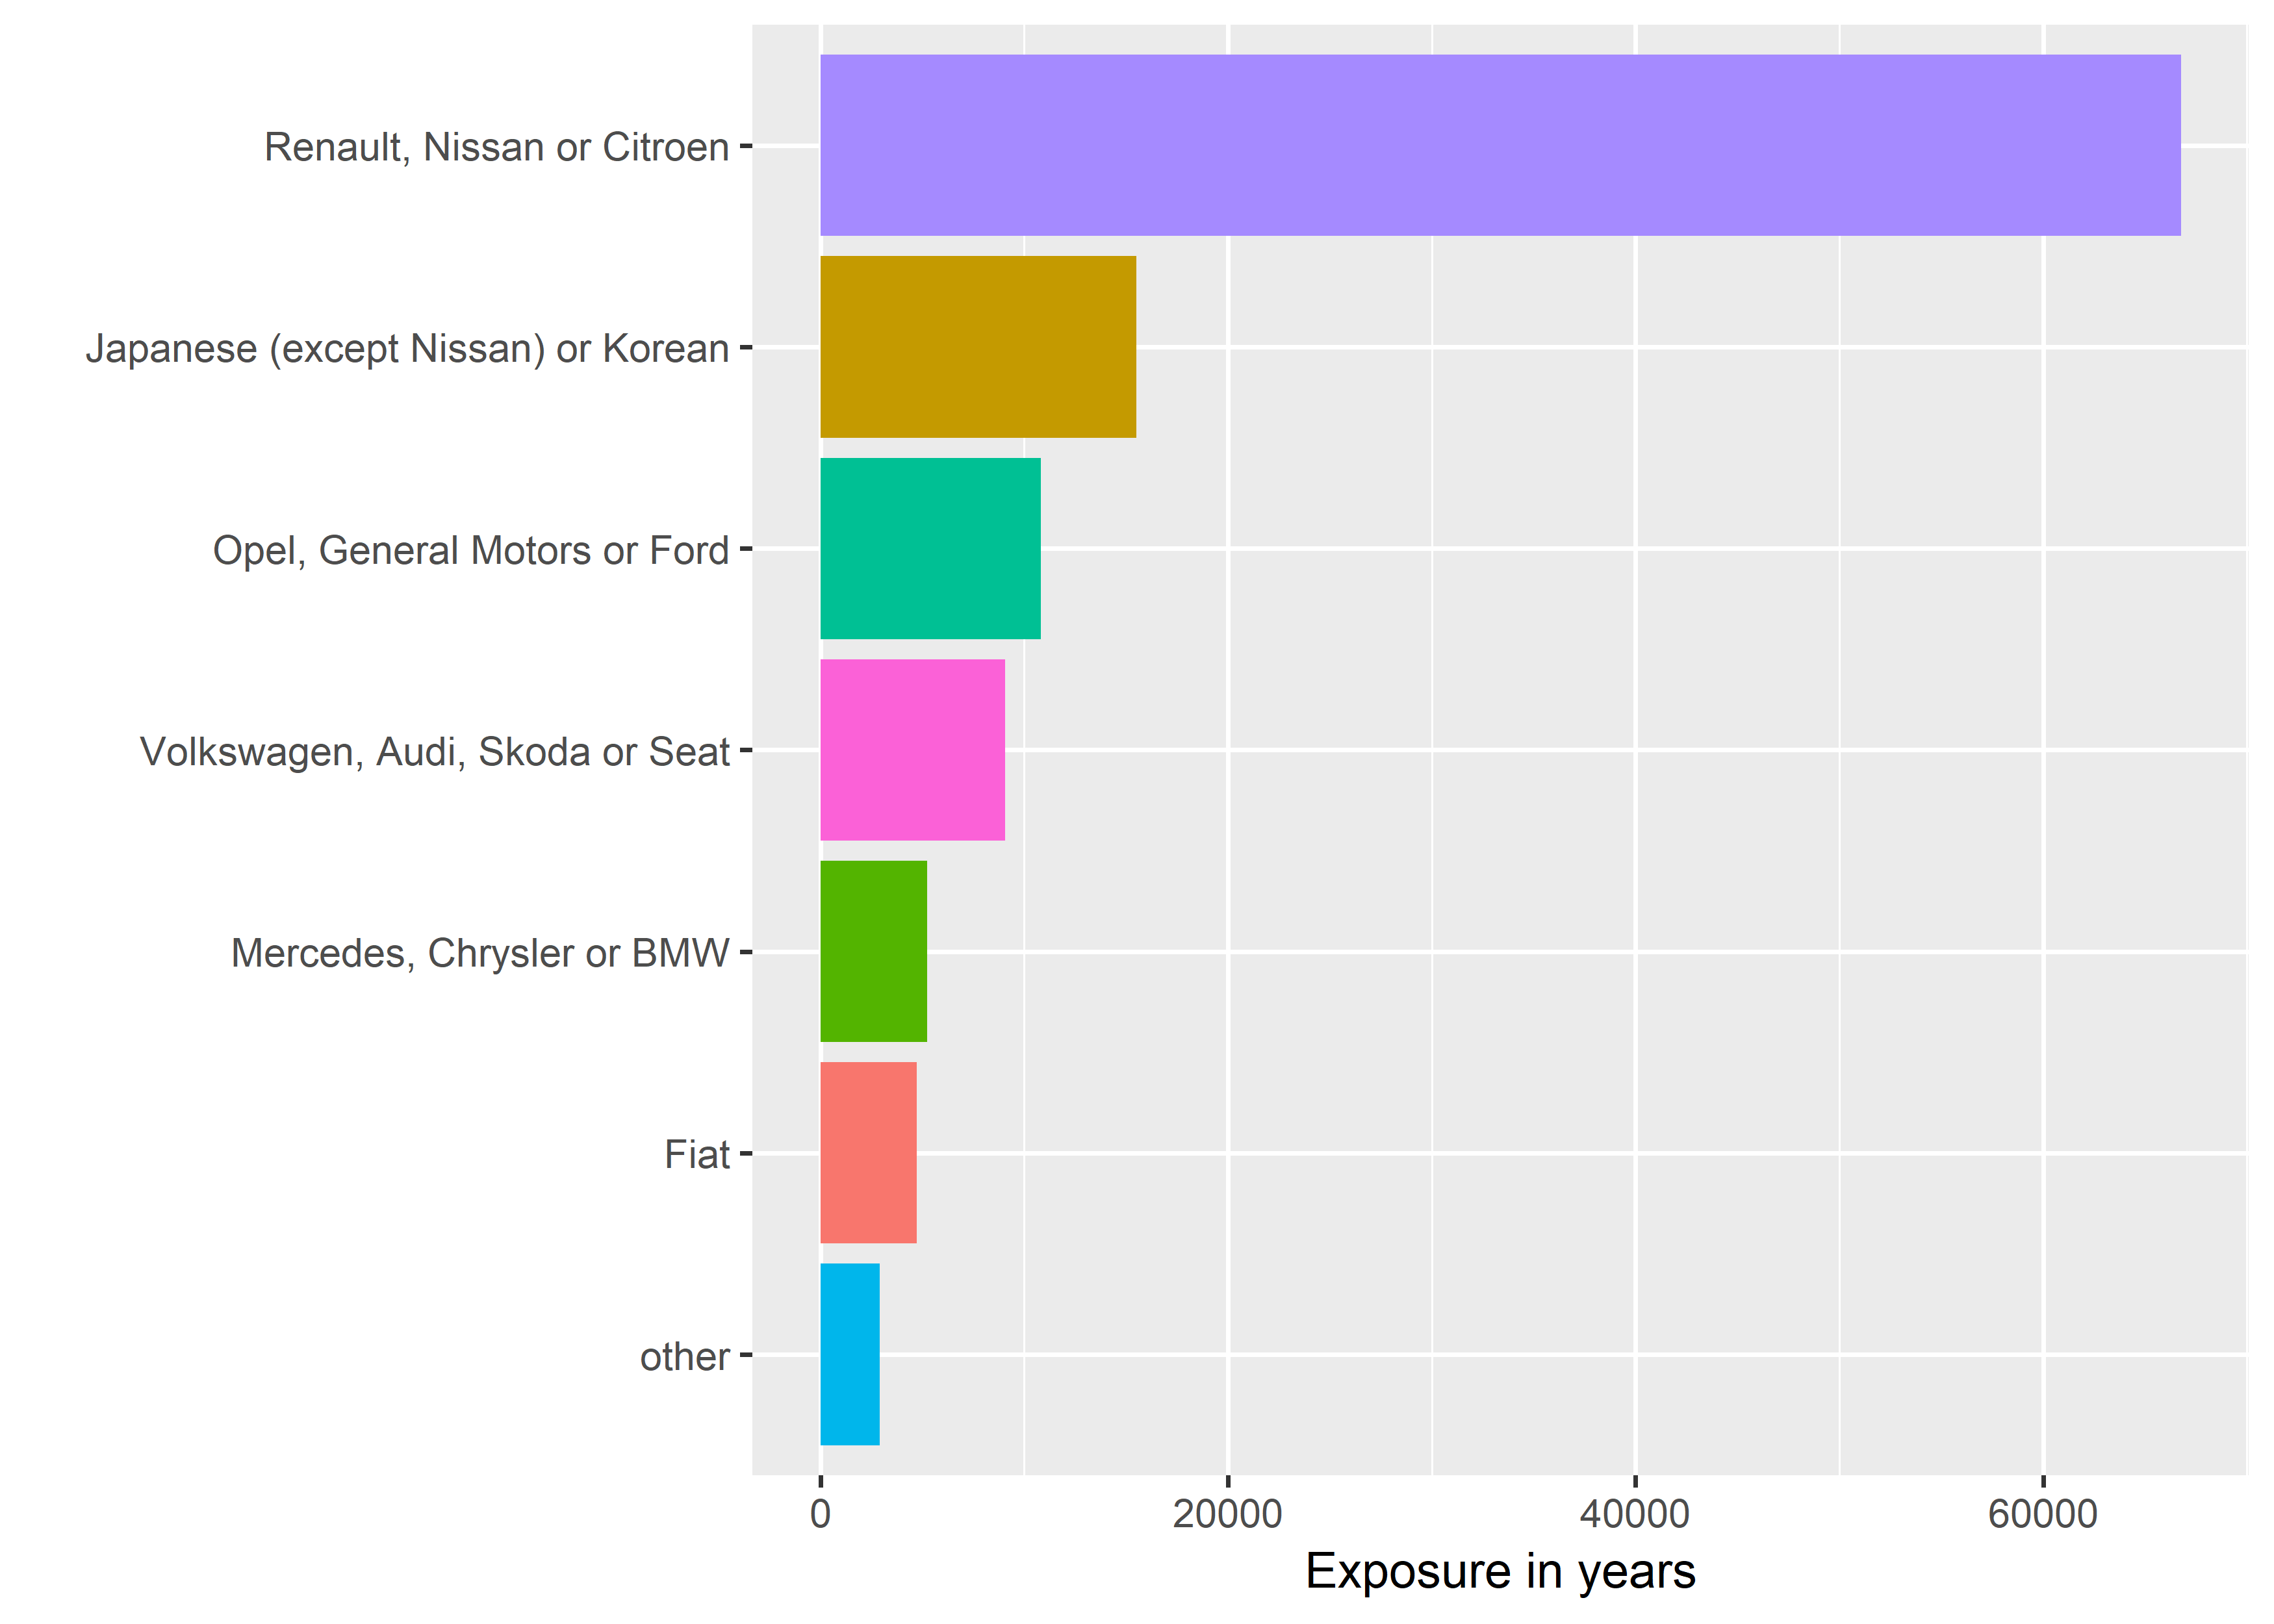 Renault, Nissan or Citroen
Japanese (except Nissan) or Korean
Opel, General Motors or Ford
Volkswagen, Audi, Skoda or Seat
Mercedes, Chrysler or BMW
Fiat
other
0 20000 40000 60000
Exposure in years